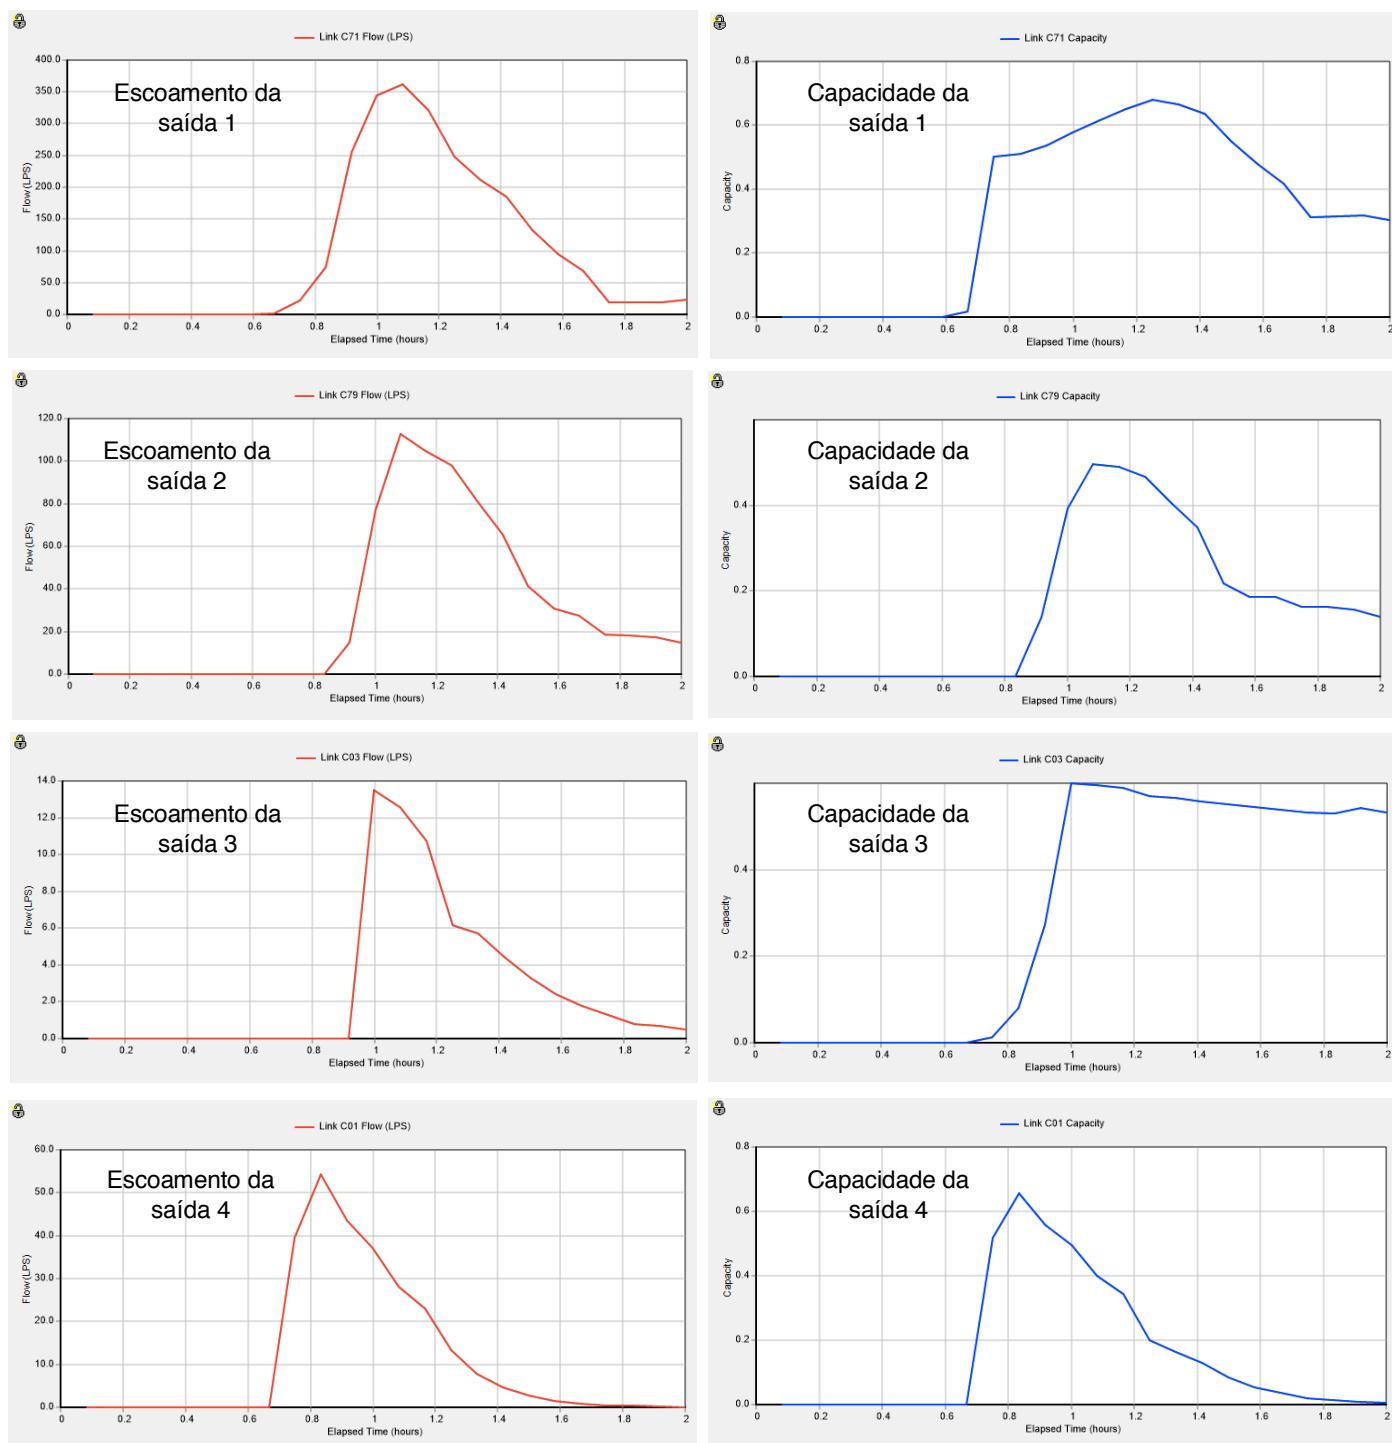 Link C71 Flow (LPS)
Escoamento da
saída 1
Flow (LPS)
400.0
350.0
300.0
250.0
200.0
150.0
100.0
50.0
0.0
0 0.2 0.4 0.6 0.8 1 1.2 1.4 1.6 1.8 2
Elapsed Time (hours)
Link C71 Capacity
Capacidade da
saída 1
Capacity
0.8
0.6
0.4
0.2
0.0
0 0.2 0.4 0.6 0.8 1 1.2 1.4 1.6 1.8 2
Elapsed Time (hours)
Link C79 Flow (LPS)
Escoamento da
saída 2
Flow (LPS)
120.0
100.0
80.0
60.0
40.0
20.0
0.0
0 0.2 0.4 0.6 0.8 1 1.2 1.4 1.6 1.8 2
Elapsed Time (hours)
Link C79 Capacity
Capacidade da
saída 2
Capacity
0.4
0.2
0.0
0 0.2 0.4 0.6 0.8 1 1.2 1.4 1.6 1.8 2
Elapsed Time (hours)
Link C03 Flow (LPS)
Escoamento da
saída 3
Flow (LPS)
14.0
12.0
10.0
8.0
6.0
4.0
2.0
0.0
0 0.2 0.4 0.6 0.8 1 1.2 1.4 1.6 1.8 2
Elapsed Time (hours)
Link C03 Capacity
Capacidade da
saída 3
Capacity
0.4
0.2
0.0
0 0.2 0.4 0.6 0.8 1 1.2 1.4 1.6 1.8 2
Elapsed Time (hours)
Link C01 Flow (LPS)
Escoamento da
saída 4
Flow (LPS)
60.0
50.0
40.0
30.0
20.0
10.0
0.0
0 0.2 0.4 0.6 0.8 1 1.2 1.4 1.6 1.8 2
Elapsed Time (hours)
Link C01 Capacity
Capacidade da
saída 4
Capacity
0.8
0.6
0.4
0.2
0.0
0 0.2 0.4 0.6 0.8 1 1.2 1.4 1.6 1.8 2
Elapsed Time (hours)